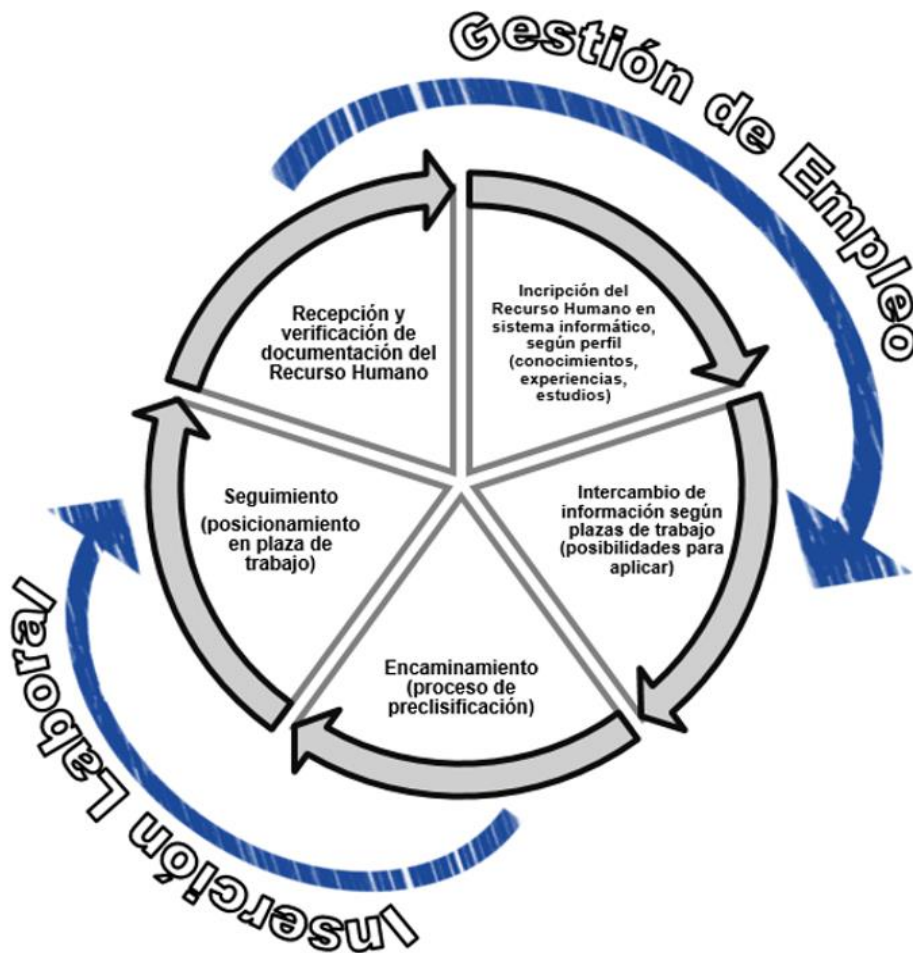 Gestión de Empleo
Recepción y
verificación de
documentación del
Recurso Humano
Incripción del
Recurso Humano en
sistema informático,
según perfil
(conocimientos,
experiencias,
estudios)
Intercambio de
información según
plazas de trabajo
(posibilidades para
aplicar)
Encaminamiento
(proceso de
preclisificación)
Seguimiento
(posicionamiento
en plaza de
trabajo)
Inserción Laboral